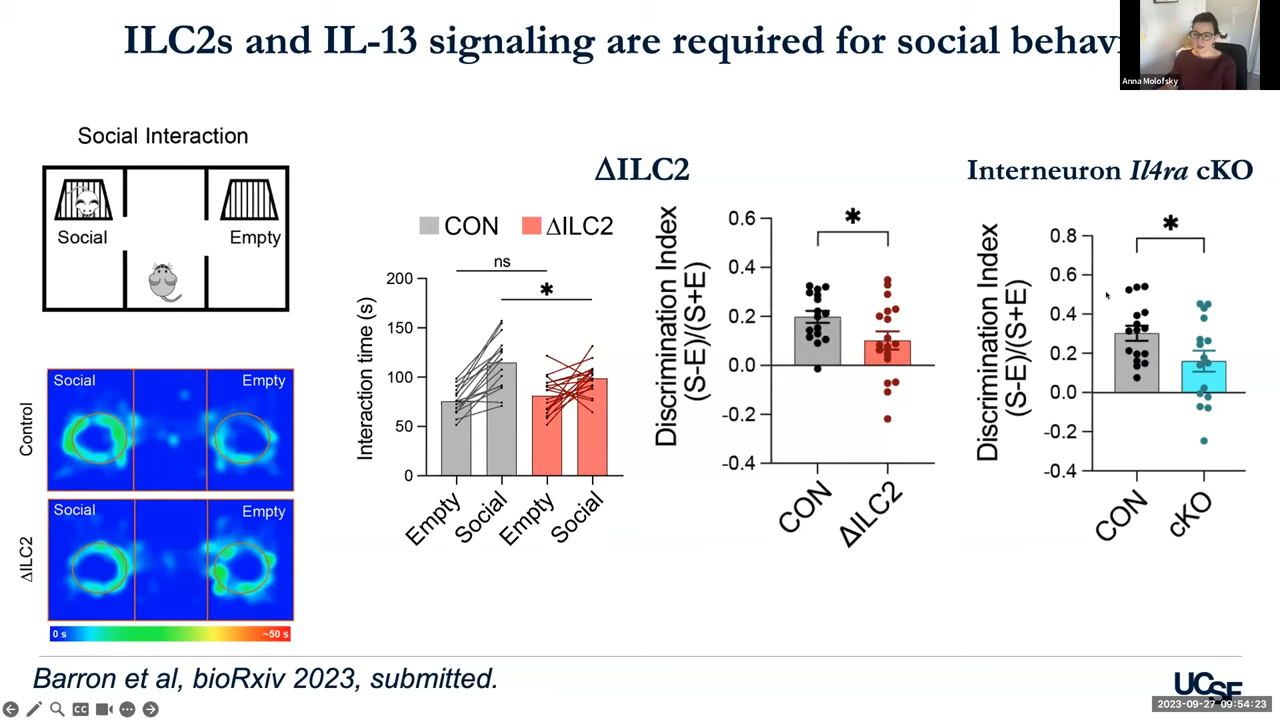 ILC2s and IL-13 signaling are required for social behavi
Anna Molofsky
Social Interaction
Social
Empty
Control
Social
Empty
ΔILC2
Social
Empty
0 s
~50 s
ΔILC2
CON
ΔILC2
Interaction time (s)
200
150
100
50
0
ns
*
Empty
Social
Empty
Social
Discrimination Index
(S-E)/(S+E)
0.6
0.4
0.2
0.0
-0.2
-0.4
*
CON
ΔILC2
Interneuron Il4ra cKO
Discrimination Index
(S-E)/(S+E)
0.8
0.6
0.4
0.2
0.0
-0.2
-0.4
*
CON
cKO
Barron et al, bioRxiv 2023, submitted.
UCSF
CC
2023-09-27 09:54:23